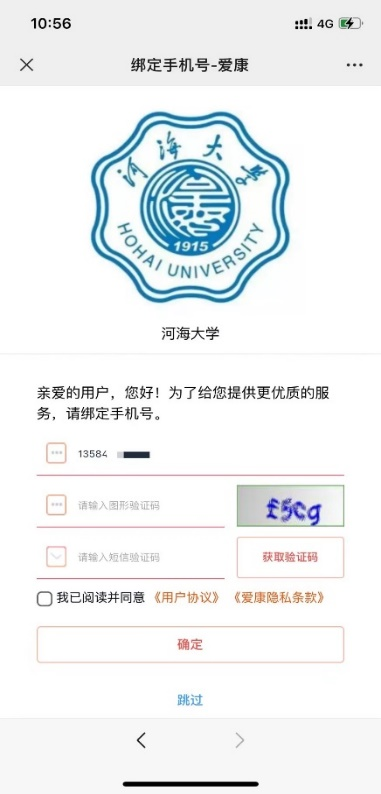 10:56
4G
绑定手机号-爱康
河海大学
1915
HOHAI UNIVERSITY
河海大学
亲爱的用户，您好！为了给您提供更优质的服
务，请绑定手机号。
13584
请输入图形验证码
f5Cg
请输入短信验证码
获取验证码
我已阅读并同意《用户协议》《爱康隐私条款》
确定
跳过